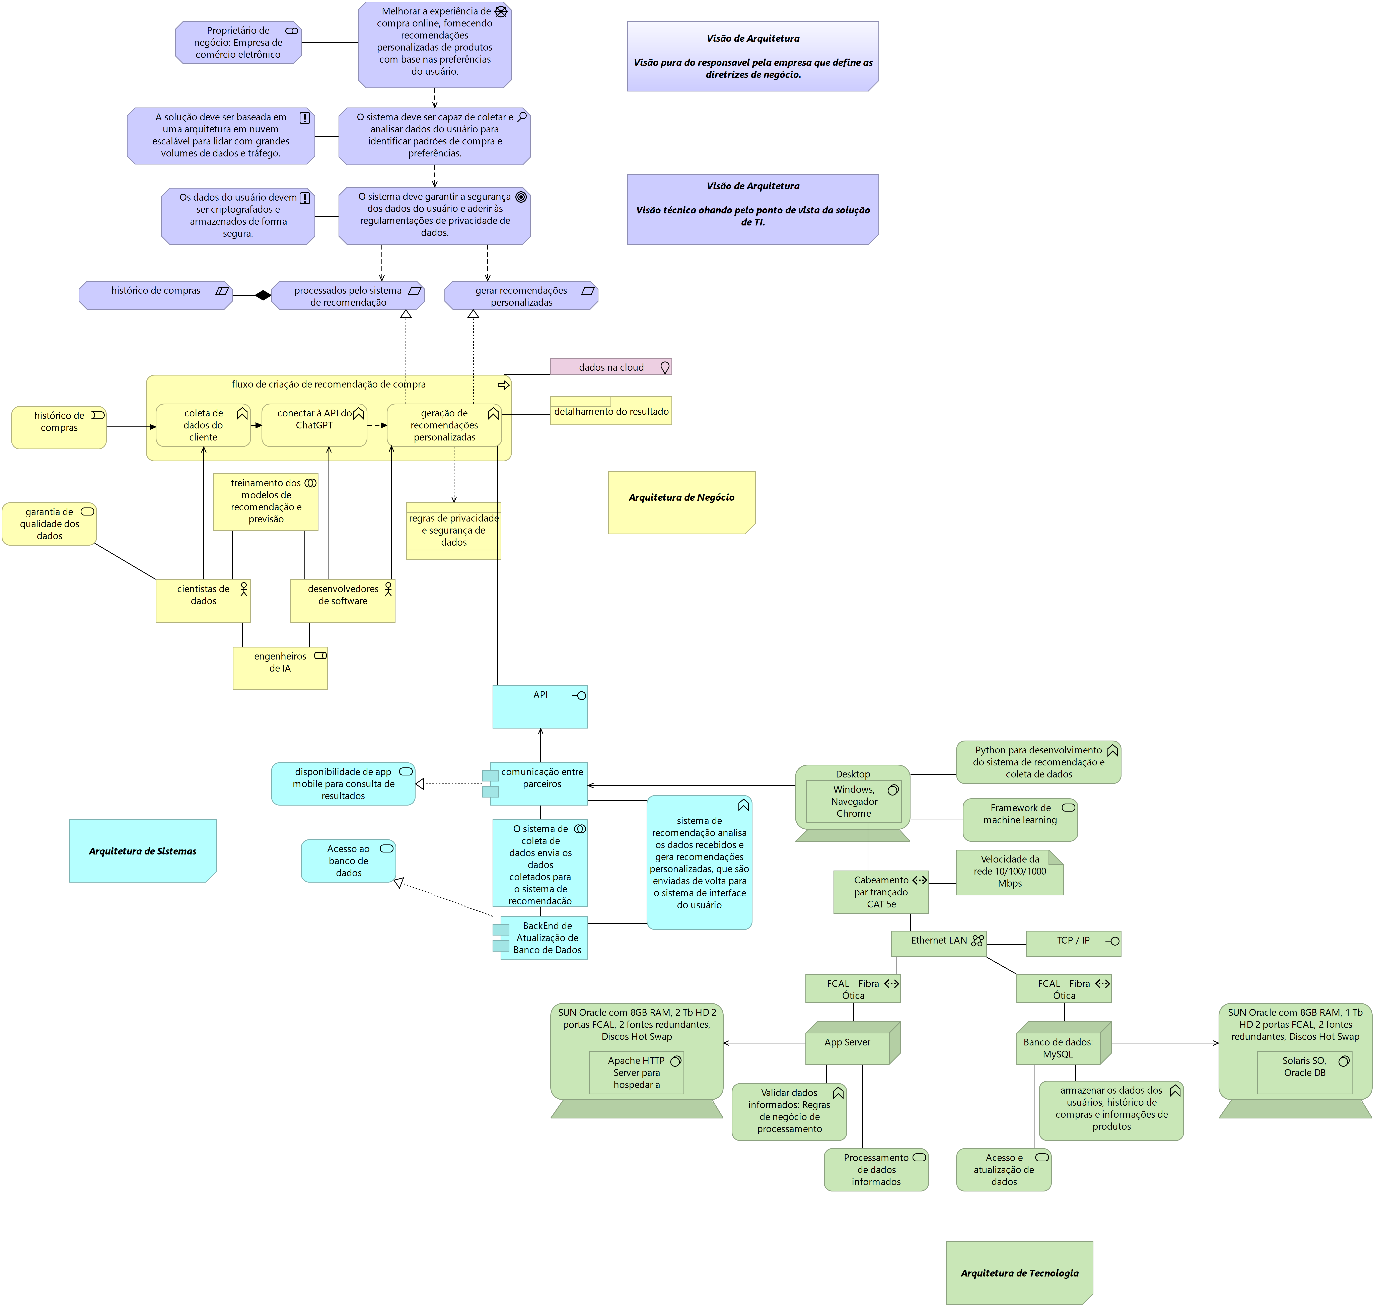 Proprietário de
negócio: Empresa de
comércio eletrônico
Melhorar a experiência de
compra online, fornecendo
recomendações
personalizadas de produtos
com base nas preferências
do usuário.
Visão de Arquitetura
Visão pura do responsavel pela empresa que define as
diretrizes de negócio.
A solução deve ser baseada em
uma arquitetura em nuvem
escalável para lidar com grandes
volumes de dados e tráfego.
O sistema deve ser capaz de coletar e
analisar dados do usuário para
identificar padrões de compra e
preferências.
Os dados do usuário devem
ser criptografados e
armazenados de forma
segura.
O sistema deve garantir a segurança
dos dados do usuário e aderir às
regulamentações de privacidade de
dados.
Visão de Arquitetura
Visão técnico ohando pelo ponto de vista da solução
de TI.
histórico de compras
processados pelo sistema
de recomendação
gerar recomendações
personalizadas
fluxo de criação de recomendação de compra
dados na cloud
histórico de
compras
coleta de
dados do
cliente
conectar à API do
ChatGPT
geração de
recomendações
personalizadas
detalhamento do resultado
treinamento dos
modelos de
recomendação e
previsão
garantia de
qualidade dos
dados
regras de privacidade
e segurança de
dados
Arquitetura de Negócio
cientistas de
dados
desenvolvedores
de software
engenheiros
de IA
API
disponibilidade de app
mobile para consulta de
resultados
comunicação entre
parceiros
Desktop
Windows,
Navegador
Chrome
Python para desenvolvimento
do sistema de recomendação e
coleta de dados
Framework de
machine learning
Arquitetura de Sistemas
Acesso ao
banco de
dados
O sistema de
coleta de
dados envia os
dados
coletados para
o sistema de
recomendação
sistema de
recomendação analisa
os dados recebidos e
gera recomendações
personalizadas, que são
enviadas de volta para
o sistema de interface
do usuário
BackEnd de
Atualização de
Banco de Dados
Cabeamento
par trançado
CAT 5e
Velocidade da
rede 10/100/1000
Mbps
Ethernet LAN
TCP / IP
FCAL Fibra
Ótica
FCAL Fibra
Ótica
SUN Oracle com 8GB RAM, 2 Tb HD 2
portas FCAL, 2 fontes redundantes,
Discos Hot Swap
Apache HTTP
Server para
hospedar a
App Server
Banco de dados
MySQL
SUN Oracle com 8GB RAM, 1 Tb
HD 2 portas FCAL, 2 fontes
redundantes, Discos Hot Swap
Solaris SO.
Oracle DB
Validar dados
informados: Regras
de negócio de
processamento
armazenar os dados dos
usuários, histórico de
compras e informações de
produtos
Processamento
de dados
informados
Acesso e
atualização de
dados
Arquitetura de Tecnologia